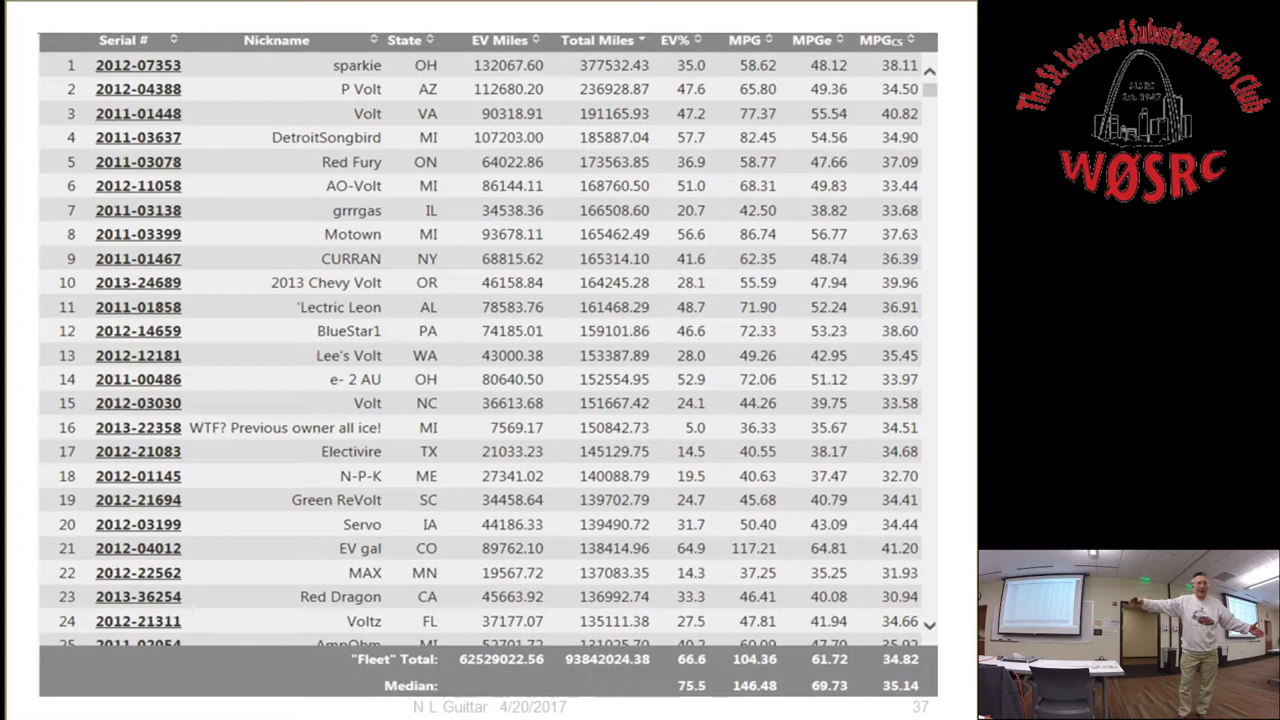 Serial # Nickname State EV Miles Total Miles EV% MPG MPGe MPGCS
1 2012-07353 sparkie OH 132067.60 377532.43 35.0 58.62 48.12 38.11
2 2012-04388 P Volt AZ 112680.20 236928.87 47.6 65.80 49.36 34.50
3 2011-01448 Volt VA 90318.91 191165.93 47.2 77.37 55.54 40.82
4 2011-03637 DetroitSongbird MI 107203.00 185887.04 57.7 82.45 54.56 34.90
5 2011-03078 Red Fury ON 64022.86 173563.85 36.9 58.77 47.66 37.09
6 2012-11058 AO-Volt MI 86144.11 168760.50 51.0 68.31 49.83 33.44
7 2011-03138 grrrgas IL 34538.36 166508.60 20.7 42.50 38.82 33.68
8 2011-03399 Motown MI 93678.11 165462.49 56.6 86.74 56.77 37.63
9 2011-01467 CURRAN NY 68815.62 165314.10 41.6 62.35 48.74 36.39
10 2013-24689 2013 Chevy Volt OR 46158.84 164245.28 28.1 55.59 47.94 39.96
11 2011-01858 'Lectric Leon AL 78583.76 161468.29 48.7 71.90 52.24 36.91
12 2012-14659 BlueStar1 PA 74185.01 159101.86 46.6 72.33 53.23 38.60
13 2012-12181 Lee's Volt WA 43000.38 153387.89 28.0 49.26 42.95 35.45
14 2011-00486 e- 2 AU OH 80640.50 152554.95 52.9 72.06 51.12 33.97
15 2012-03030 Volt NC 36613.68 151667.42 24.1 44.26 39.75 33.58
16 2013-22358 WTF? Previous owner all ice! MI 7569.17 150842.73 5.0 36.33 35.67 34.51
17 2012-21083 Electivire TX 21033.23 145129.75 14.5 40.55 38.17 34.68
18 2012-01145 N-P-K ME 27341.02 140088.79 19.5 40.63 37.47 32.70
19 2012-21694 Green ReVolt SC 34458.64 139702.79 24.7 45.68 40.79 34.41
20 2012-03199 Servo IA 44186.33 139490.72 31.7 50.40 43.09 34.44
21 2012-04012 EV gal CO 89762.10 138414.96 64.9 117.21 64.81 41.20
22 2012-22562 MAX MN 19567.72 137083.35 14.3 37.25 35.25 31.93
23 2013-36254 Red Dragon CA 45663.92 136992.74 33.3 46.41 40.08 30.94
24 2012-21311 Voltz FL 37177.07 135111.38 27.5 47.81 41.94 34.66
25 2011-02054 AmpOhm MI
"Fleet" Total: 62529022.56 93842024.38 66.6 104.36 61.72 34.82
Median: 75.5 146.48 69.73 35.14
N L Guittar 4/20/2017 37
The St. Louis and Suburban Radio Club
SLSRC
Est. 1947
WØSRC